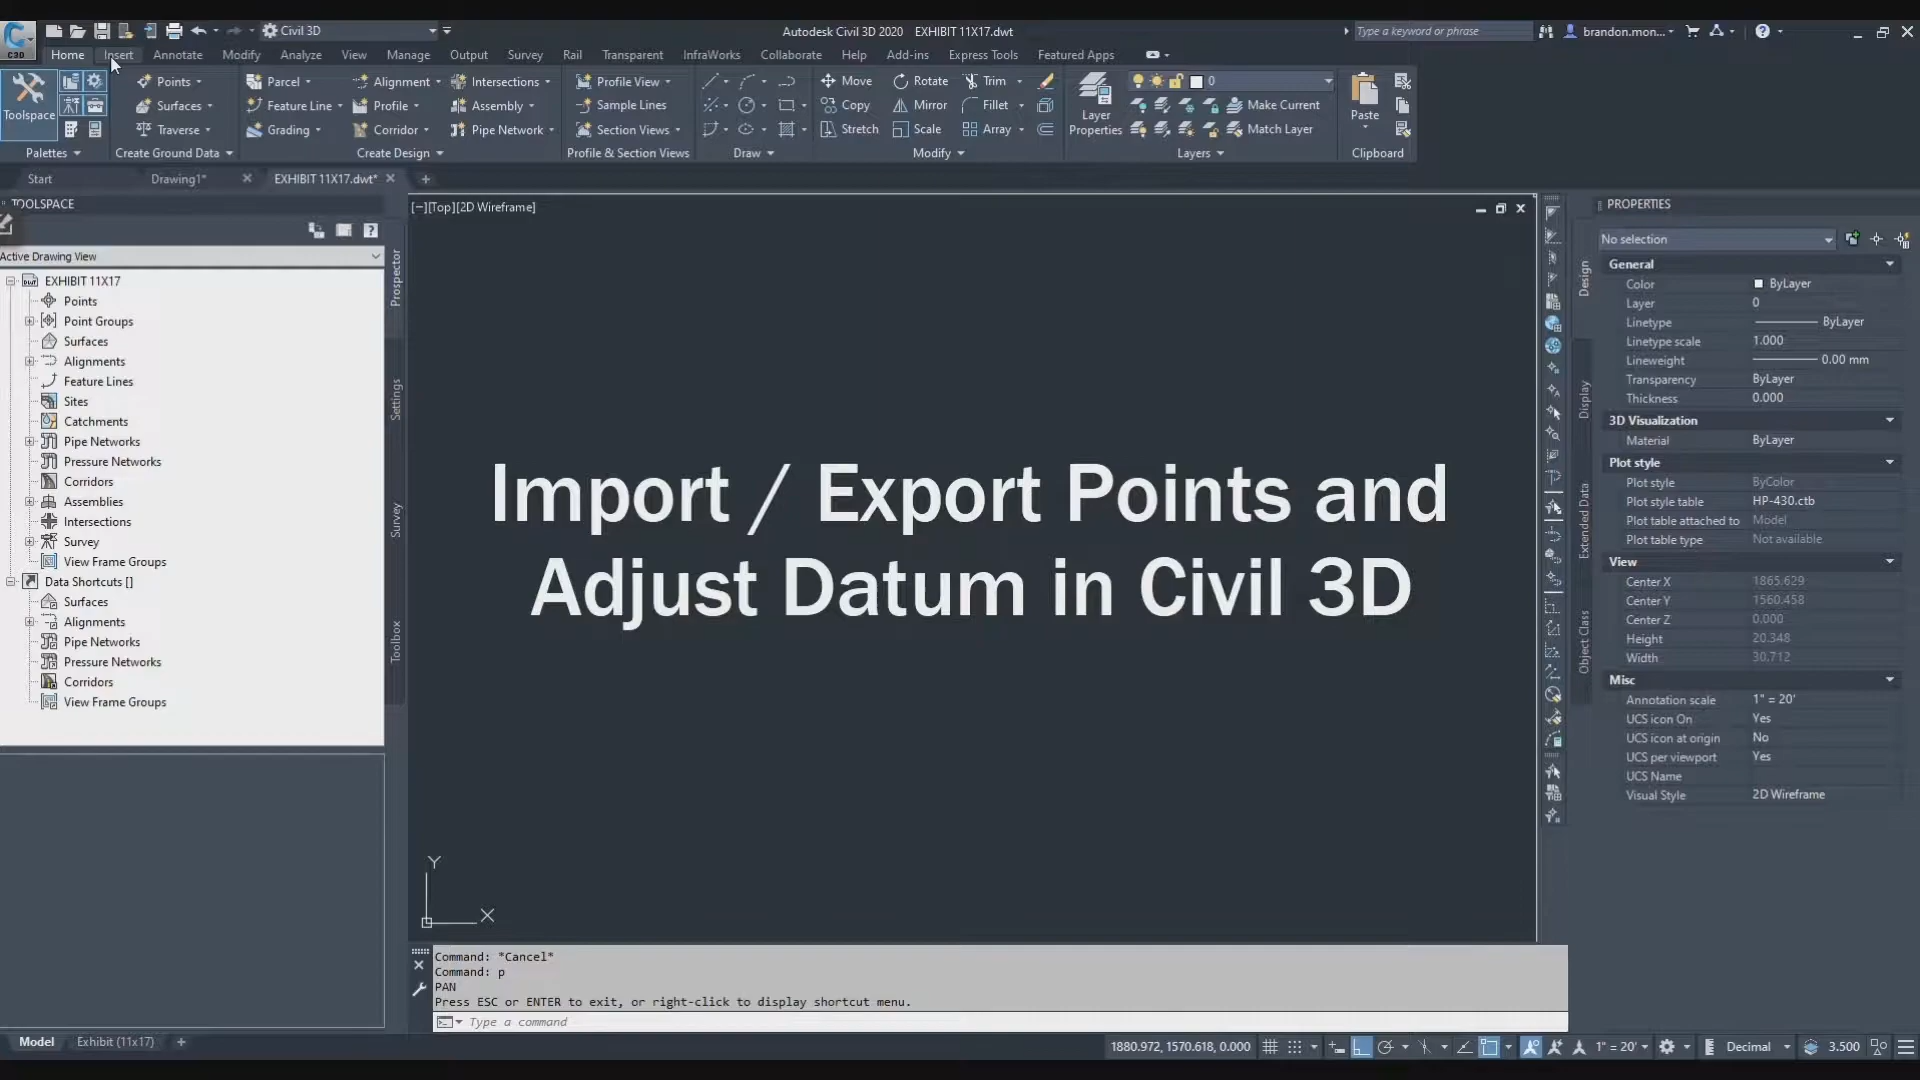 Civil 3D
Autodesk Civil 3D 2020 EXHIBIT 11X17.dwt
Type a keyword or phrase
brandon.mon...
C3D
Home Insert Annotate Modify Analyze View Manage Output Survey Rail Transparent InfraWorks Collaborate Help Add-ins Express Tools Featured Apps
Toolspace
Palettes
Points
Surfaces
Traverse
Create Ground Data
Parcel
Feature Line
Grading
Alignment
Profile
Corridor
Intersections
Assembly
Pipe Network
Create Design
Profile View
Sample Lines
Section Views
Profile & Section Views
Draw
Move
Copy
Stretch
Rotate
Mirror
Scale
Trim
Fillet
Array
Modify
Layer
Properties
0
Make Current
Match Layer
Layers
Paste
Clipboard
Start
Drawing1*
EXHIBIT 11X17.dwt*
TOOLSPACE
Active Drawing View
EXHIBIT 11X17
Points
Point Groups
Surfaces
Alignments
Feature Lines
Sites
Catchments
Pipe Networks
Pressure Networks
Corridors
Assemblies
Intersections
Survey
View Frame Groups
Data Shortcuts []
Surfaces
Alignments
Pipe Networks
Pressure Networks
Corridors
View Frame Groups
Prospector
Settings
Survey
Toolbox
[−][Top][2D Wireframe]
Import / Export Points and
Adjust Datum in Civil 3D
Y
X
Command: *Cancel*
Command: p
PAN
Press ESC or ENTER to exit, or right-click to display shortcut menu.
Type a command
PROPERTIES
No selection
Design
Display
Extended Data
Object Class
General
Color ByLayer
Layer 0
Linetype ByLayer
Linetype scale 1.000
Lineweight 0.00 mm
Transparency ByLayer
Thickness 0.000
3D Visualization
Material ByLayer
Plot style
Plot style ByColor
Plot style table HP-430.ctb
Plot table attached to Model
Plot table type Not available
View
Center X 1865.629
Center Y 1560.458
Center Z 0.000
Height 20.348
Width 30.712
Misc
Annotation scale 1" = 20'
UCS icon On Yes
UCS icon at origin No
UCS per viewport Yes
UCS Name
Visual Style 2D Wireframe
Model Exhibit (11x17)
1880.972, 1570.618, 0.000
1" = 20'
Decimal
3.500